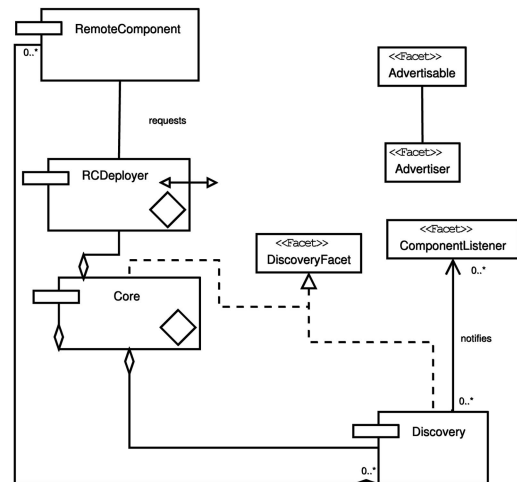 RemoteComponent
0..*
<<Facet>>
Advertisable
requests
<<Facet>>
Advertiser
RCDeployer
<<Facet>>
ComponentListener
<<Facet>>
DiscoveryFacet
0..*
Core
notifies
0..*
Discovery
0..*